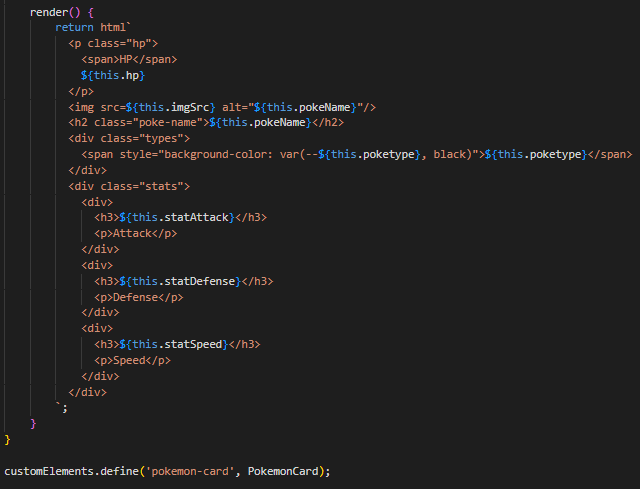 render() {
return html`
<p class="hp">
<span>HP</span>
${this.hp}
</p>
<img src=${this.imgSrc} alt="${this.pokeName}"/>
<h2 class="poke-name">${this.pokeName}</h2>
<div class="types">
<span style="background-color: var(--${this.poketype}, black)">${this.poketype}</span>
</div>
<div class="stats">
<div>
<h3>${this.statAttack}</h3>
<p>Attack</p>
</div>
<div>
<h3>${this.statDefense}</h3>
<p>Defense</p>
</div>
<div>
<h3>${this.statSpeed}</h3>
<p>Speed</p>
</div>
</div>
`;
}
}
customElements.define('pokemon-card', PokemonCard);